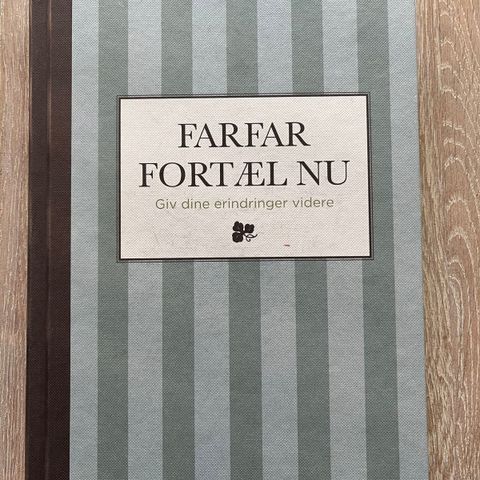 FARFAR
FORTÆL NU
Giv dine erindringer videre